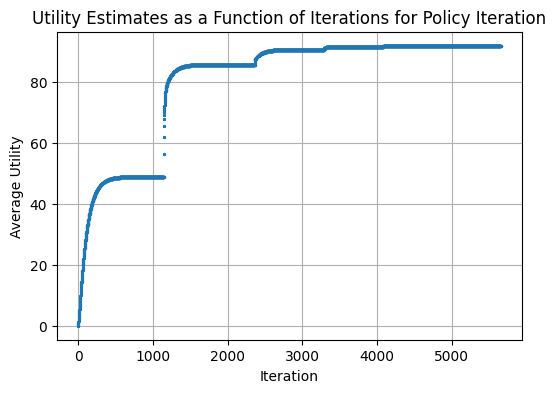 Utility Estimates as a Function of Iterations for Policy Iteration
Average Utility
80
60
40
20
0
0 1000 2000 3000 4000 5000
Iteration